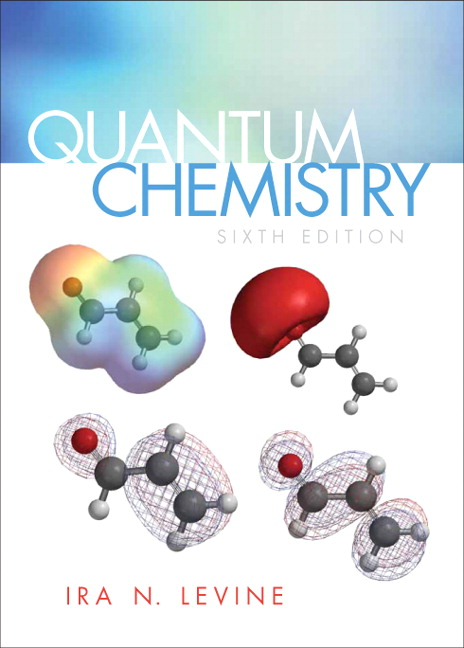 QUANTUM
CHEMISTRY
SIXTH EDITION
IRA N. LEVINE